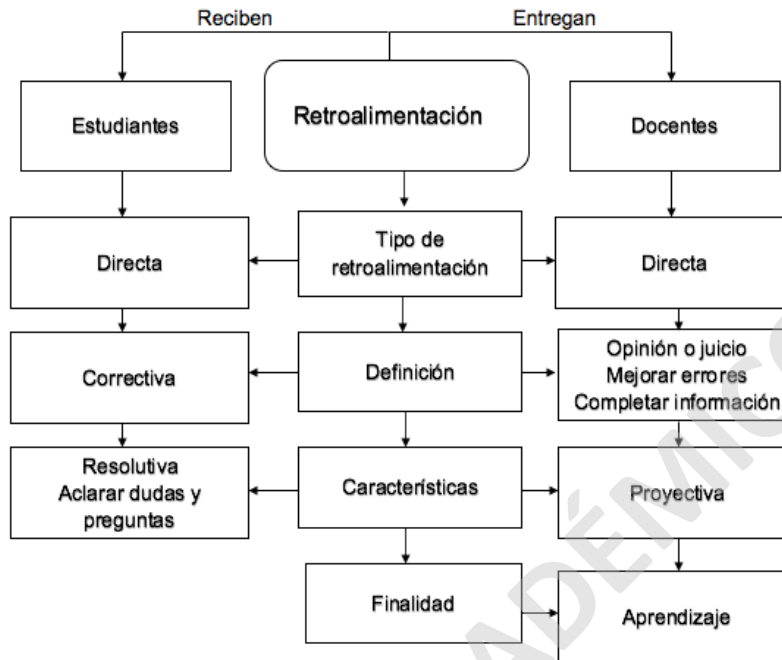 Reciben
Entregan
Estudiantes
Retroalimentación
Docentes
Directa
Tipo de
retroalimentación
Directa
Correctiva
Definición
Opinión o juicio
Mejorar errores
Completar información
Resolutiva
Aclarar dudas y
preguntas
Características
Proyectiva
Finalidad
Aprendizaje
ADÉMICO